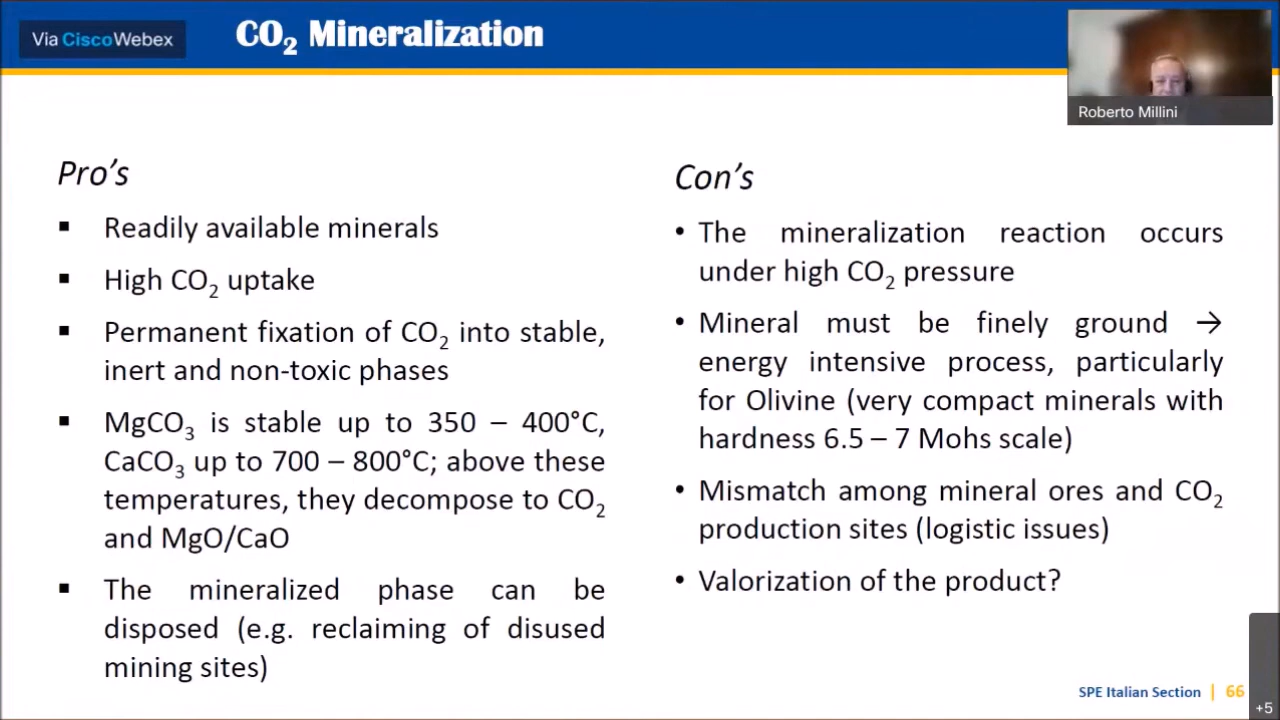 Via CiscoWebex
CO₂ Mineralization
Roberto Millini
Pro’s
▪ Readily available minerals
▪ High CO₂ uptake
▪ Permanent fixation of CO₂ into stable,
inert and non-toxic phases
▪ MgCO₃ is stable up to 350 – 400°C,
CaCO₃ up to 700 – 800°C; above these
temperatures, they decompose to CO₂
and MgO/CaO
▪ The mineralized phase can be
disposed (e.g. reclaiming of disused
mining sites)
Con’s
• The mineralization reaction occurs
under high CO₂ pressure
• Mineral must be finely ground →
energy intensive process, particularly
for Olivine (very compact minerals with
hardness 6.5 – 7 Mohs scale)
• Mismatch among mineral ores and CO₂
production sites (logistic issues)
• Valorization of the product?
SPE Italian Section | 66
+5